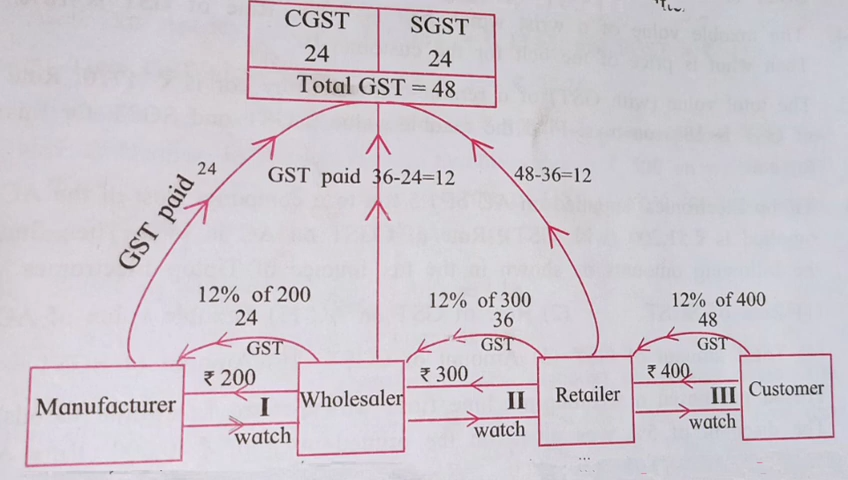 CGST SGST
24 24
Total GST = 48
GST paid 24
GST paid 36-24=12
48-36=12
12% of 200
24
GST
12% of 300
36
GST
12% of 400
48
GST
Manufacturer
₹ 200
I
watch
Wholesaler
₹ 300
II
watch
Retailer
₹ 400
III
watch
Customer
...